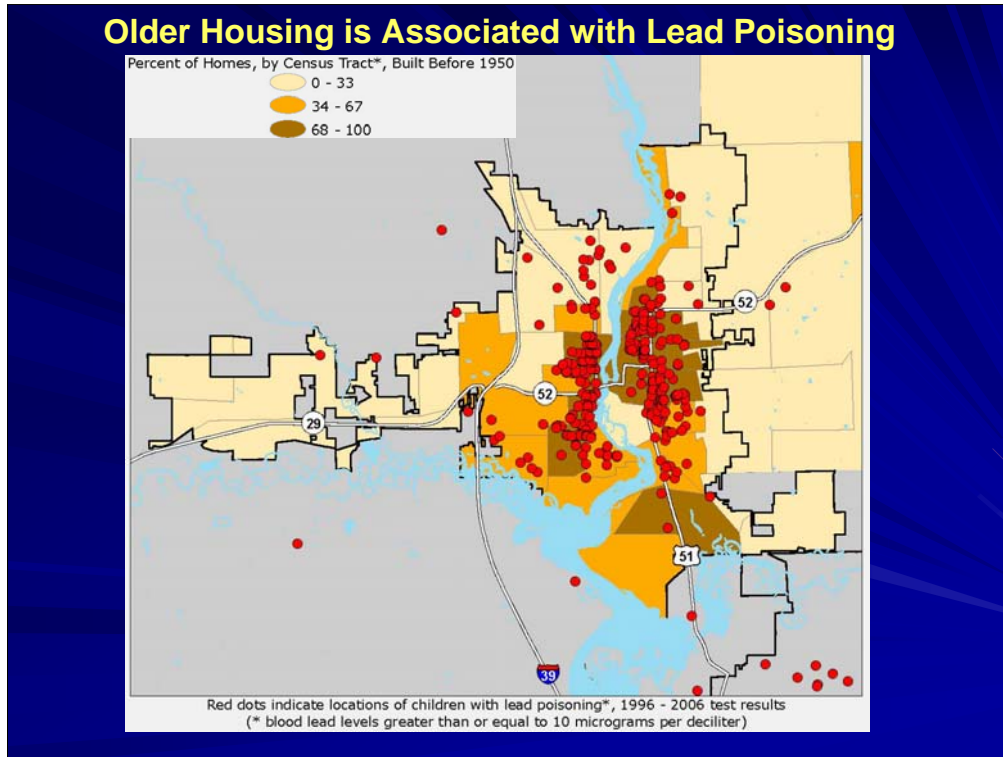 Older Housing is Associated with Lead Poisoning
Percent of Homes, by Census Tract*, Built Before 1950
0 - 33
34 - 67
68 - 100
52
52
29
51
39
Red dots indicate locations of children with lead poisoning*, 1996 - 2006 test results
(* blood lead levels greater than or equal to 10 micrograms per deciliter)